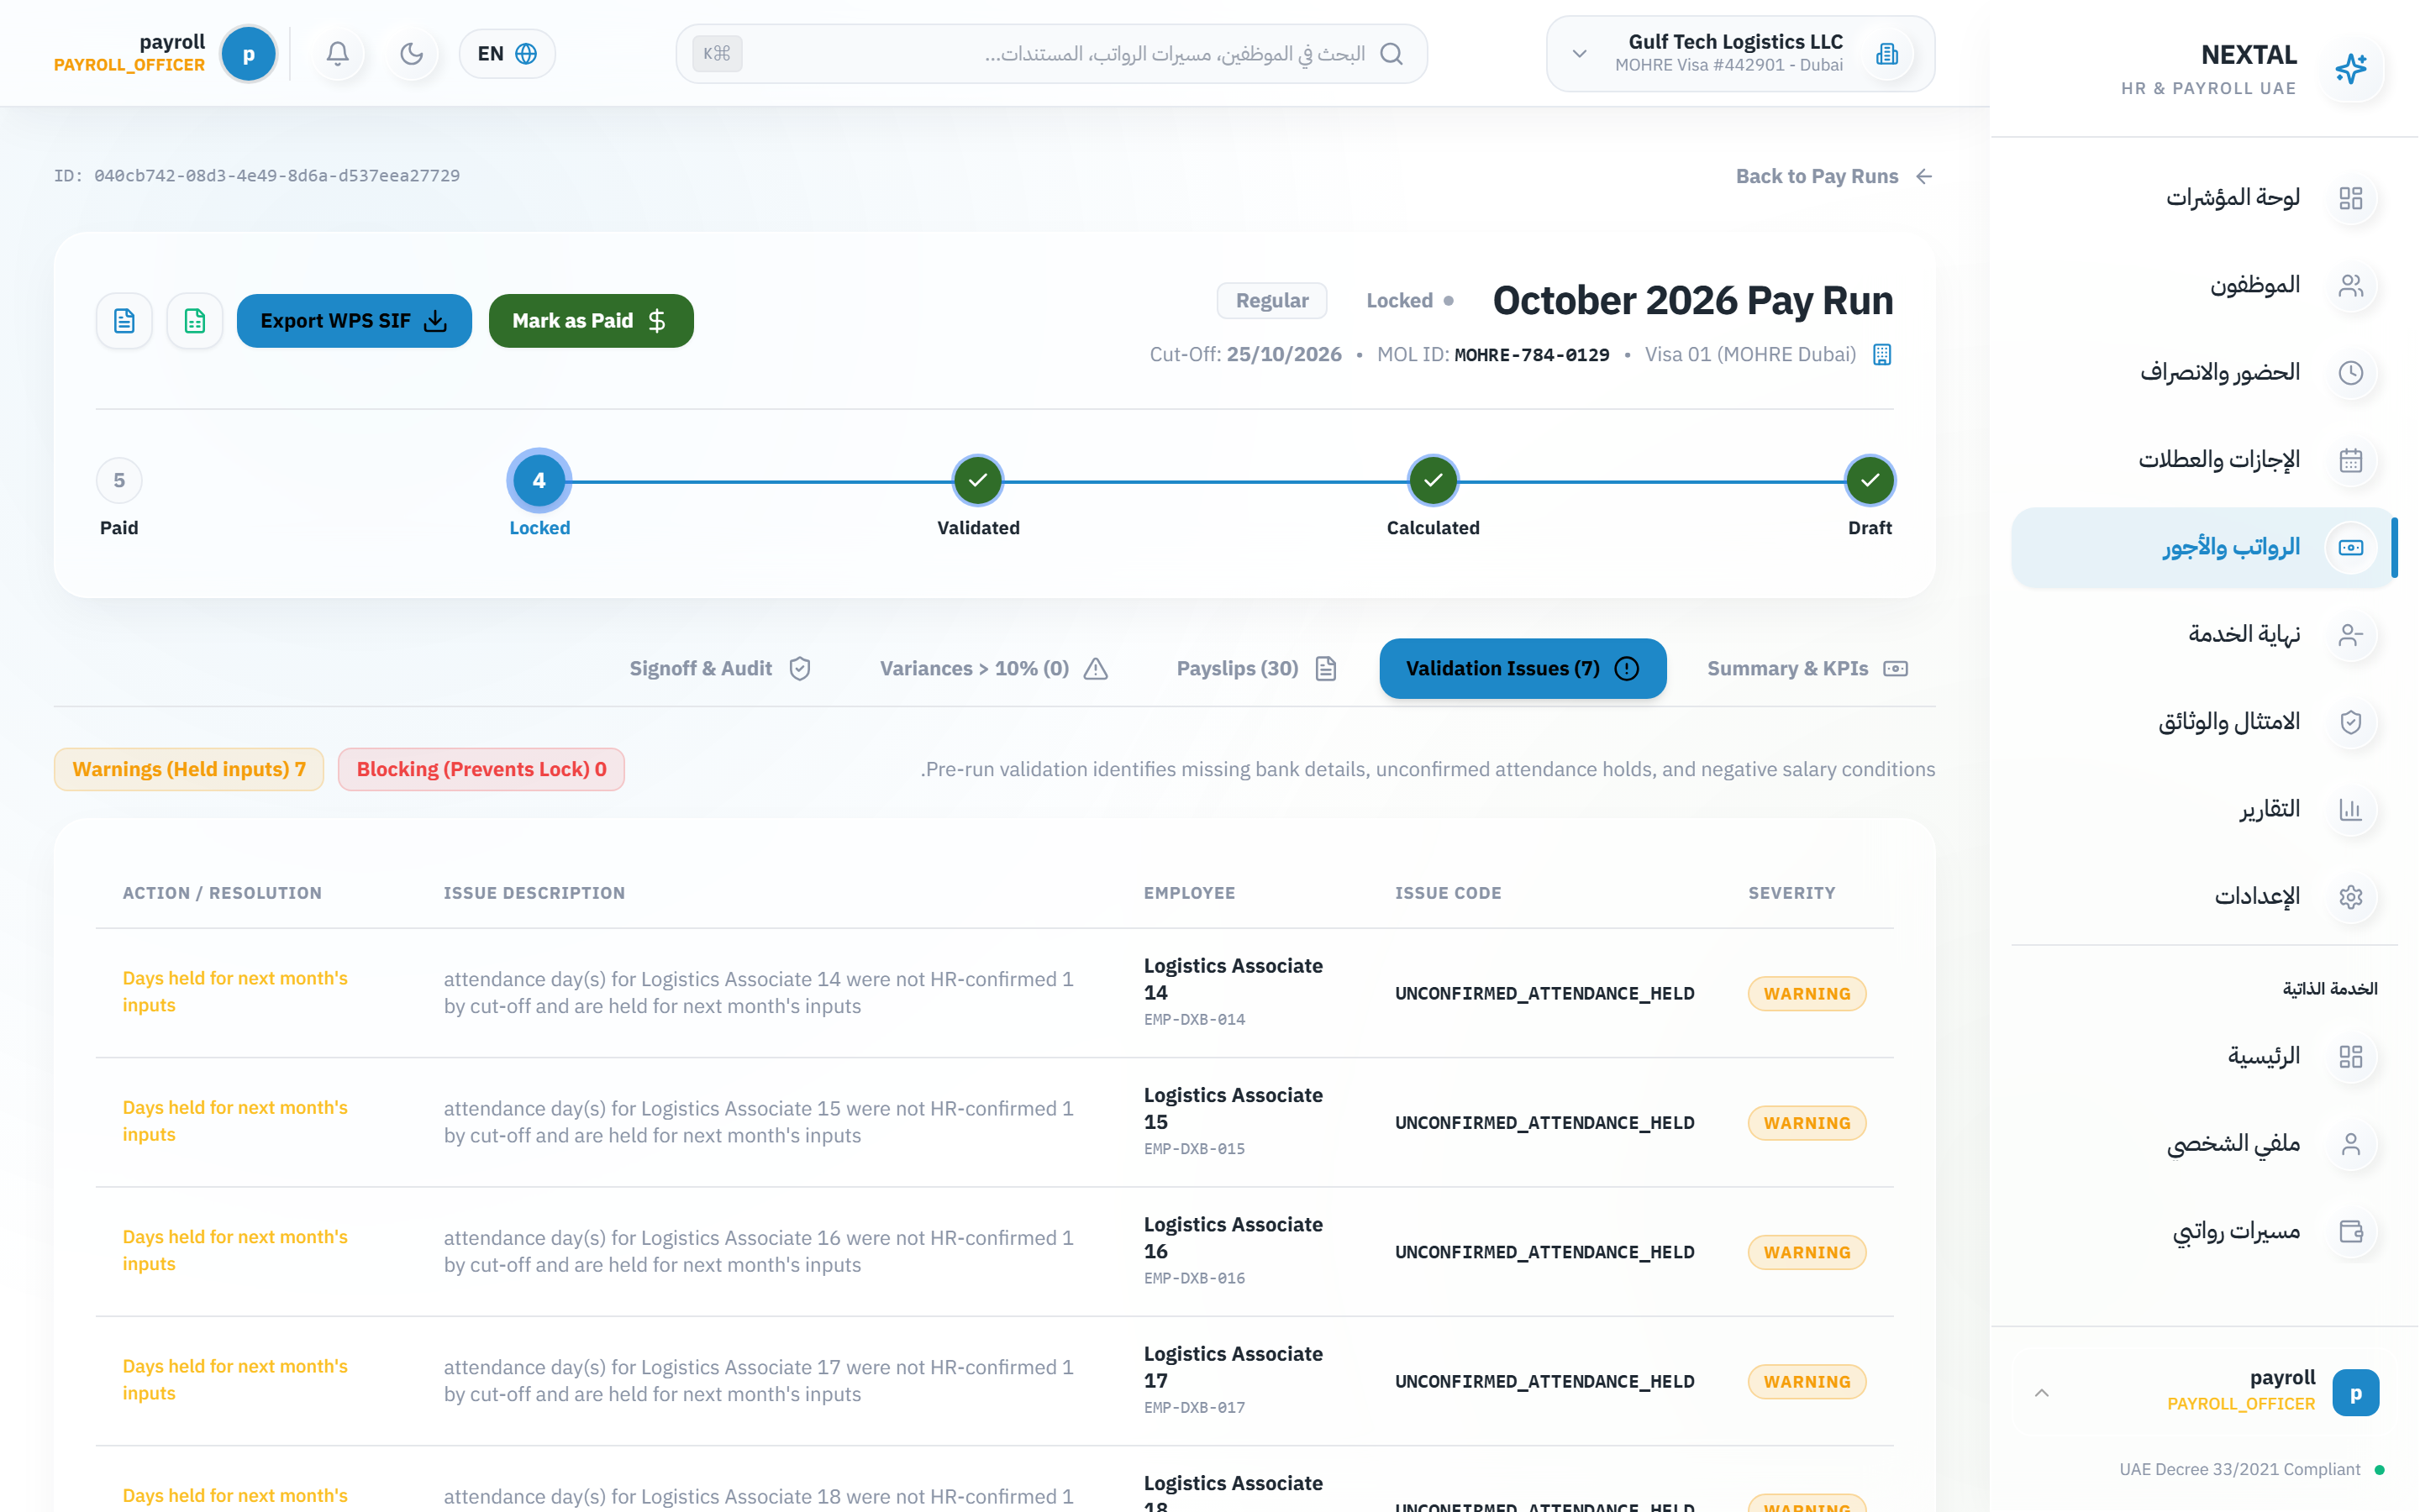 NEXTAL
HR & PAYROLL UAE
لوحة المؤشرات
الموظفون
الحضور والانصراف
الإجازات والعطلات
الرواتب والأجور
نهاية الخدمة
الامتثال والوثائق
التقارير
الإعدادات
الخدمة الذاتية
الرئيسية
ملفي الشخصي
مسيرات رواتبي
payroll
PAYROLL_OFFICER
p
UAE Decree 33/2021 Compliant
Gulf Tech Logistics LLC
MOHRE Visa #442901 - Dubai
البحث في الموظفين، مسيرات الرواتب، المستندات...
K⌘
EN
p
payroll
PAYROLL_OFFICER
Back to Pay Runs
ID: 040cb742-08d3-4e49-8d6a-d537eea27729
October 2026 Pay Run
Locked
Regular
Visa 01 (MOHRE Dubai) • MOL ID: MOHRE-784-0129 • Cut-Off: 25/10/2026
Mark as Paid
Export WPS SIF
Draft
Calculated
Validated
4
Locked
5
Paid
Summary & KPIs
Validation Issues (7)
Payslips (30)
Variances > 10% (0)
Signoff & Audit
.Pre-run validation identifies missing bank details, unconfirmed attendance holds, and negative salary conditions
Blocking (Prevents Lock) 0
Warnings (Held inputs) 7
SEVERITY
ISSUE CODE
EMPLOYEE
ISSUE DESCRIPTION
ACTION / RESOLUTION
WARNING
UNCONFIRMED_ATTENDANCE_HELD
Logistics Associate
14
EMP-DXB-014
attendance day(s) for Logistics Associate 14 were not HR-confirmed 1
by cut-off and are held for next month's inputs
Days held for next month's
inputs
WARNING
UNCONFIRMED_ATTENDANCE_HELD
Logistics Associate
15
EMP-DXB-015
attendance day(s) for Logistics Associate 15 were not HR-confirmed 1
by cut-off and are held for next month's inputs
Days held for next month's
inputs
WARNING
UNCONFIRMED_ATTENDANCE_HELD
Logistics Associate
16
EMP-DXB-016
attendance day(s) for Logistics Associate 16 were not HR-confirmed 1
by cut-off and are held for next month's inputs
Days held for next month's
inputs
WARNING
UNCONFIRMED_ATTENDANCE_HELD
Logistics Associate
17
EMP-DXB-017
attendance day(s) for Logistics Associate 17 were not HR-confirmed 1
by cut-off and are held for next month's inputs
Days held for next month's
inputs
WARNING
UNCONFIRMED_ATTENDANCE_HELD
Logistics Associate
18
attendance day(s) for Logistics Associate 18 were not HR-confirmed 1
Days held for next month's